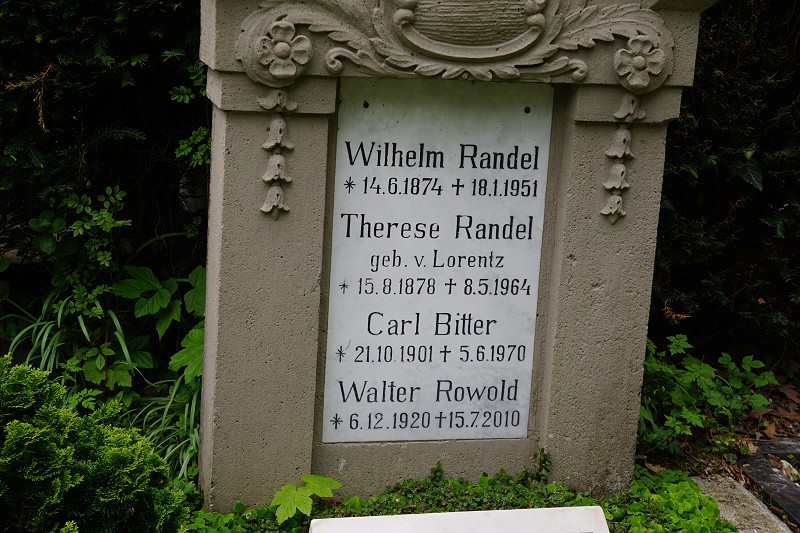 Wilhelm Randel
* 14.6.1874 † 18.1.1951
Therese Randel
geb. v. Lorentz
* 15.8.1878 † 8.5.1964
Carl Bitter
* 21.10.1901 † 5.6.1970
Walter Rowold
* 6.12.1920 † 15.7.2010